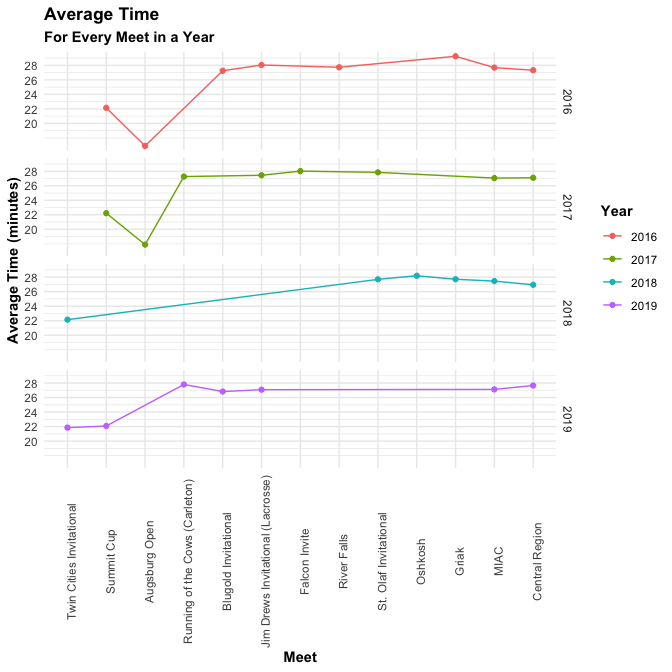 Average Time
For Every Meet in a Year
Average Time (minutes)
28
26
24
22
20
2016
28
26
24
22
20
2017
28
26
24
22
20
2018
28
26
24
22
20
2019
Twin Cities Invitational
Summit Cup
Augsburg Open
Running of the Cows (Carleton)
Blugold Invitational
Jim Drews Invitational (Lacrosse)
Falcon Invite
River Falls
St. Olaf Invitational
Oshkosh
Griak
MIAC
Central Region
Meet
Year
2016
2017
2018
2019